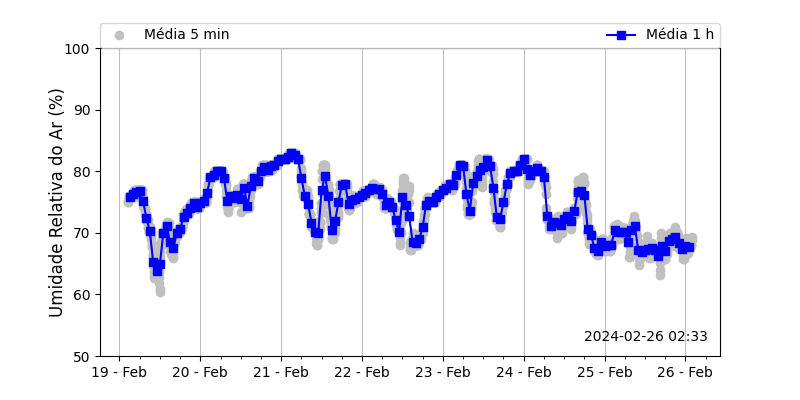 Média 5 min
Média 1 h
Umidade Relativa do Ar (%)
100
90
80
70
60
50
2024-02-26 02:33
19 - Feb
20 - Feb
21 - Feb
22 - Feb
23 - Feb
24 - Feb
25 - Feb
26 - Feb